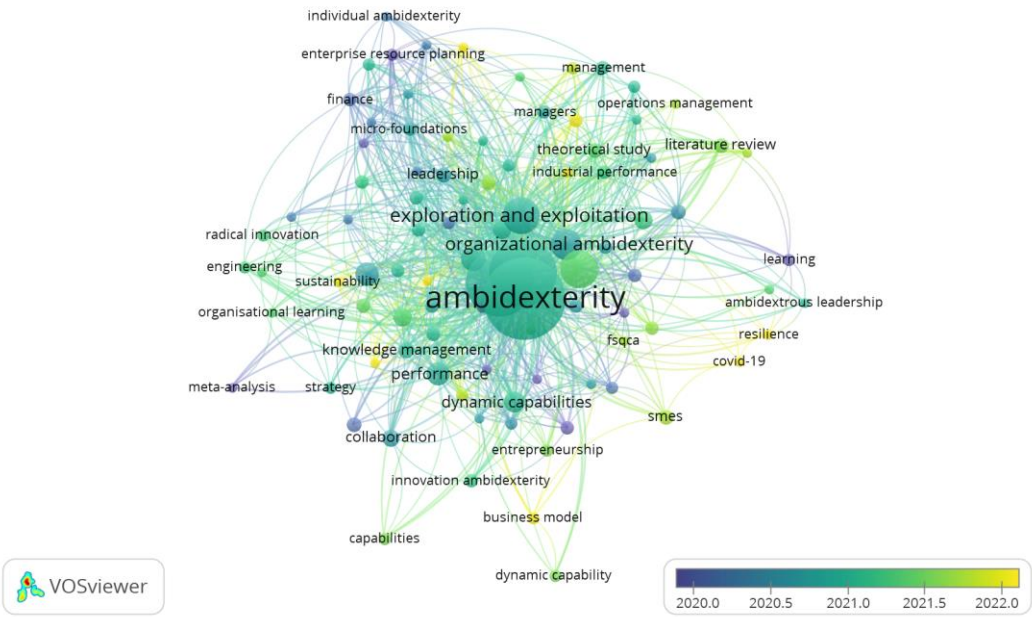 individual ambidexterity
enterprise resource planning
management
finance
operations management
managers
micro-foundations
theoretical study
literature review
leadership
industrial performance
exploration and exploitation
radical innovation
organizational ambidexterity
learning
engineering
sustainability
ambidexterity
ambidextrous leadership
organisational learning
resilience
fsqca
knowledge management
covid-19
performance
meta-analysis
strategy
dynamic capabilities
smes
collaboration
entrepreneurship
innovation ambidexterity
business model
capabilities
dynamic capability
VOSviewer
2020.0 2020.5 2021.0 2021.5 2022.0